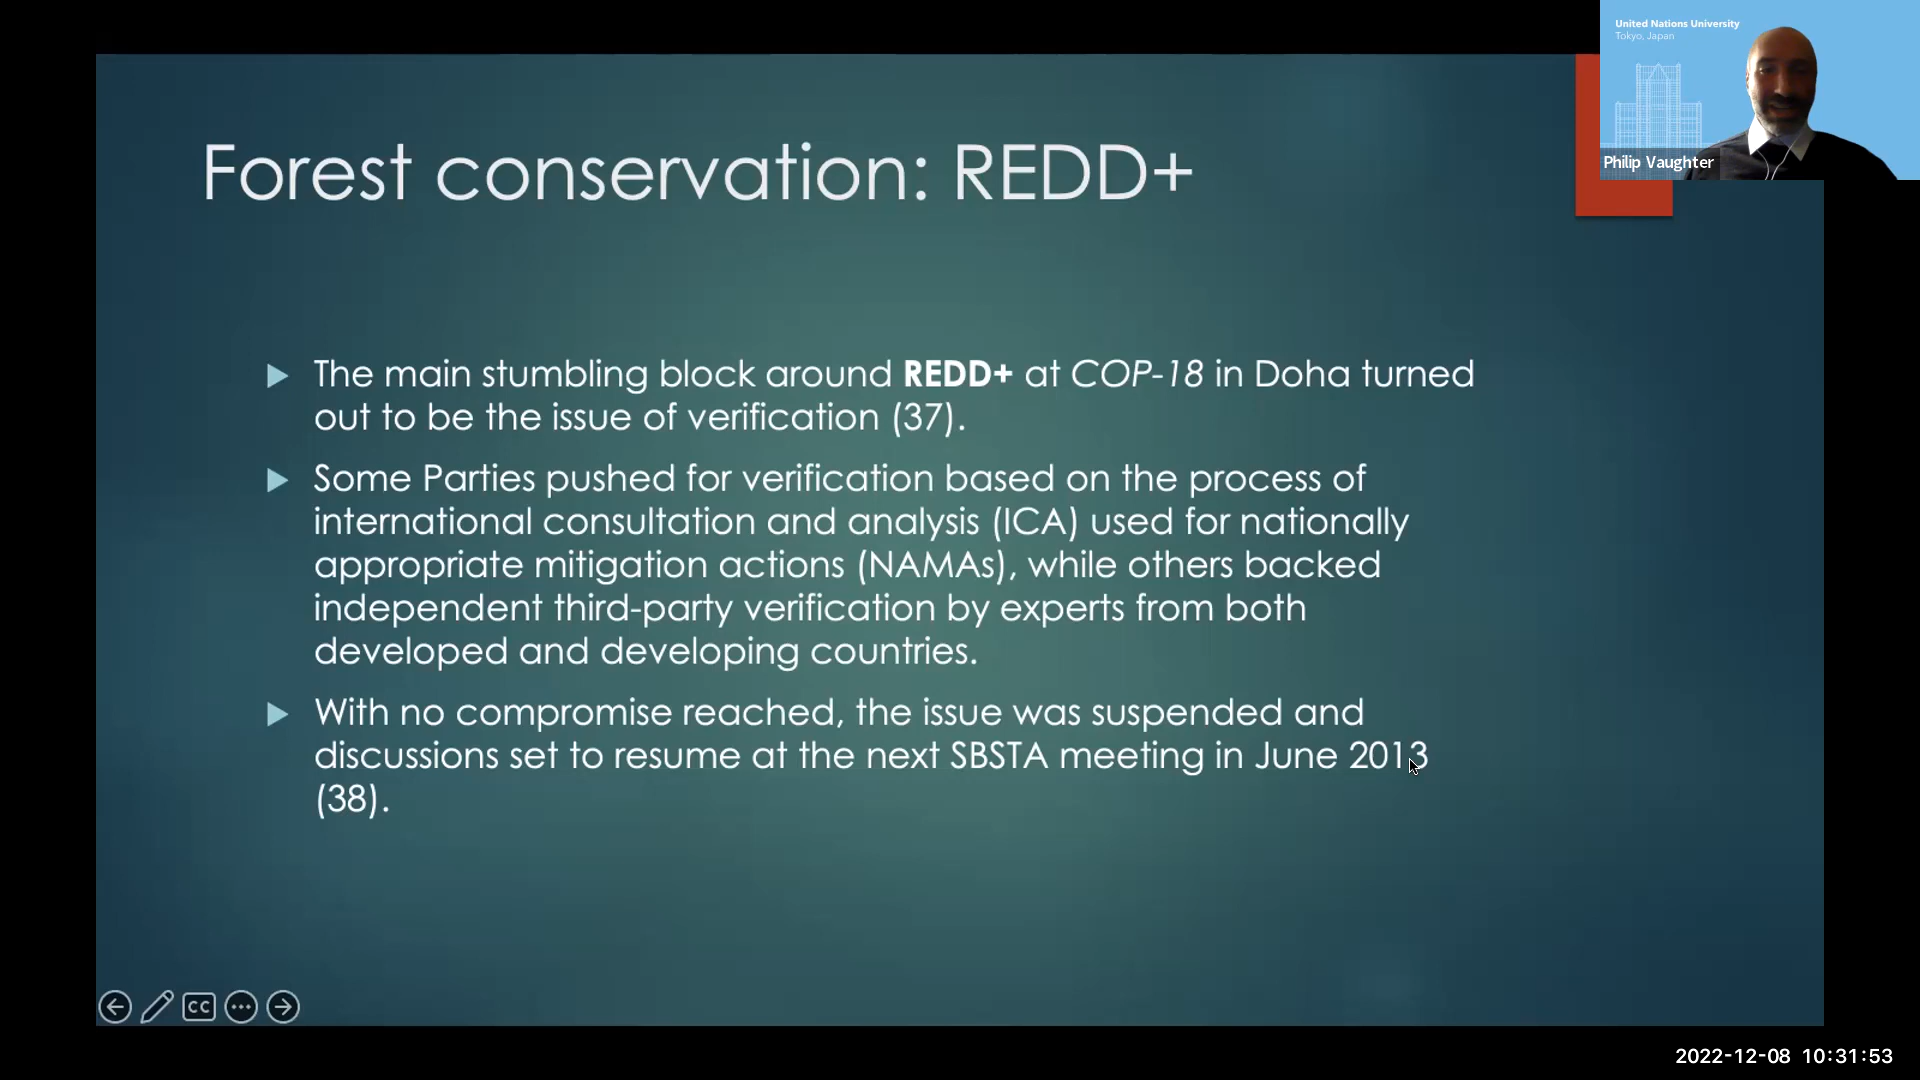 United Nations University
Tokyo, Japan
Philip Vaughter
Forest conservation: REDD+
The main stumbling block around REDD+ at COP-18 in Doha turned
out to be the issue of verification (37).
Some Parties pushed for verification based on the process of
international consultation and analysis (ICA) used for nationally
appropriate mitigation actions (NAMAs), while others backed
independent third-party verification by experts from both
developed and developing countries.
With no compromise reached, the issue was suspended and
discussions set to resume at the next SBSTA meeting in June 2013
(38).
CC
2022-12-08 10:31:53